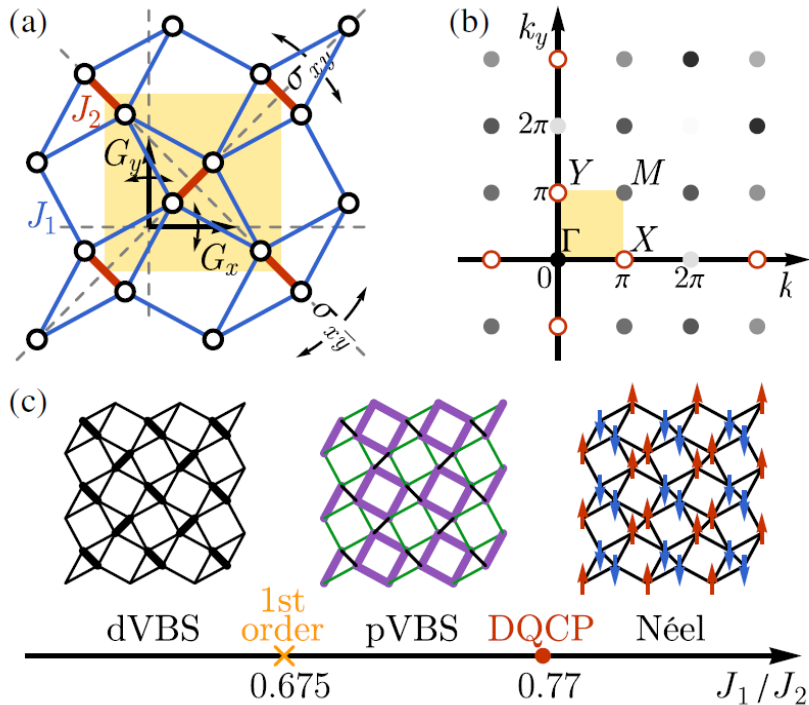 (a)
σ_xy
J_2
G_y
J_1
G_x
σ_xȳ
(b)
k_y
2π
Y
M
π
Γ
X
0
π
2π
k
(c)
dVBS
1st
order
pVBS
DQCP
Néel
0.675
0.77
J_1/J_2